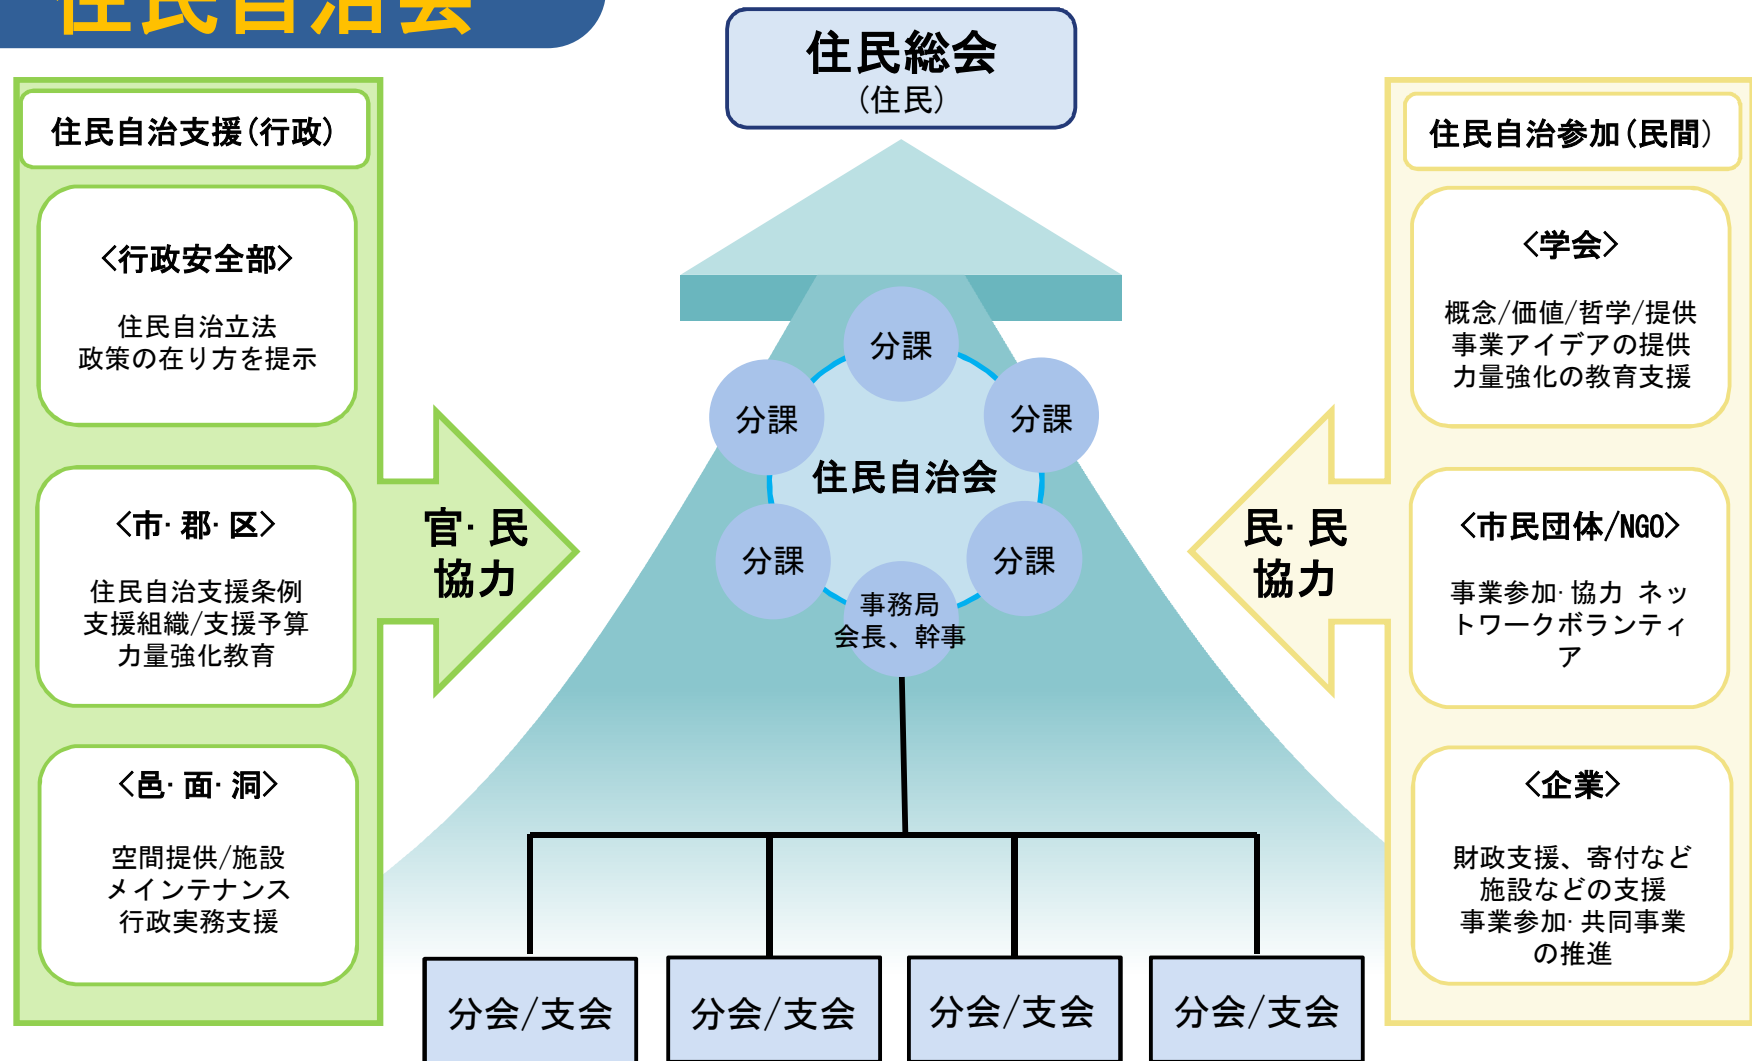 住民自治会
住民総会
(住民)
住民自治支援(行政)
<行政安全部>
住民自治立法
政策の在り方を提示
<市·郡·区>
住民自治支援条例
支援組織/支援予算
力量強化教育
<邑·面·洞>
空間提供/施設
メインテナンス
行政実務支援
官·民
協力
分課
分課
分課
住民自治会
分課
分課
事務局
会長、幹事
分会/支会
分会/支会
分会/支会
分会/支会
民·民
協力
住民自治参加(民間)
<学会>
概念/価値/哲学/提供
事業アイデアの提供
力量強化の教育支援
<市民団体/NGO>
事業参加·協力 ネッ
トワークボランティ
ア
<企業>
財政支援、寄付など
施設などの支援
事業参加·共同事業
の推進